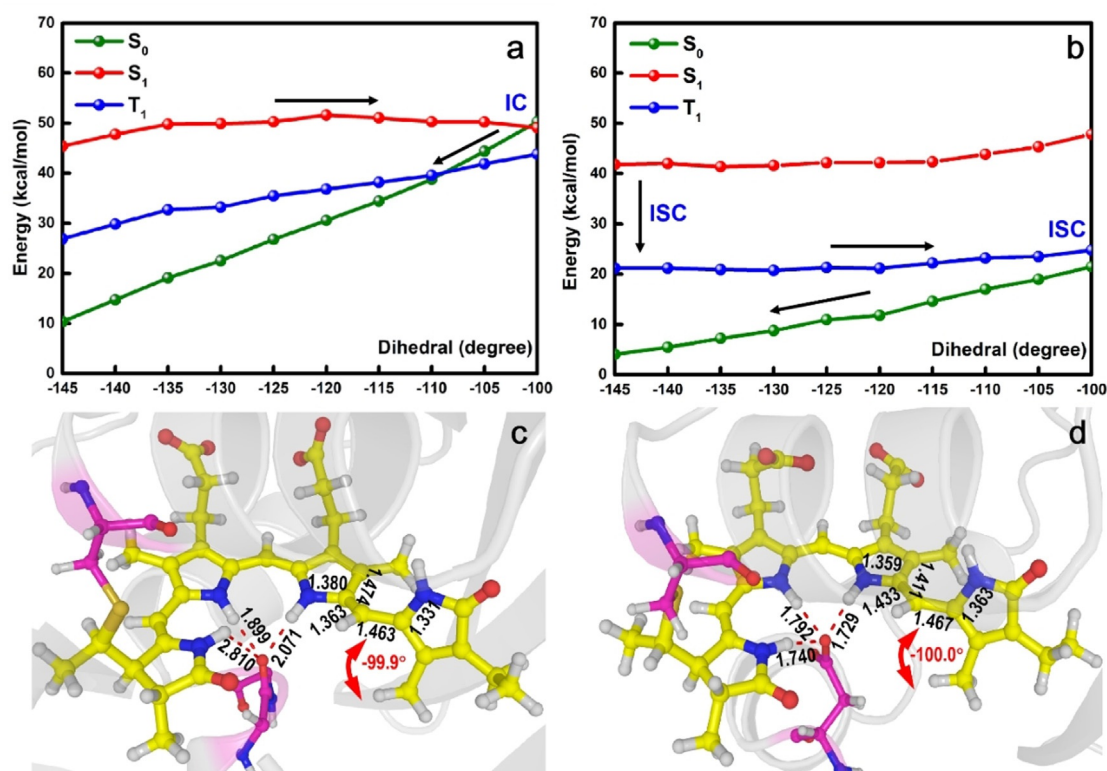 a
S0
S1
T1
IC
Energy (kcal/mol)
70
60
50
40
30
20
10
0
Dihedral (degree)
-145 -140 -135 -130 -125 -120 -115 -110 -105 -100
b
S0
S1
T1
ISC
ISC
Energy (kcal/mol)
70
60
50
40
30
20
10
0
Dihedral (degree)
-145 -140 -135 -130 -125 -120 -115 -110 -105 -100
c
1.380
1.474
1.363
1.331
1.463
1.899
2.810
2.071
-99.9°
d
1.359
1.411
1.433
1.363
1.467
1.792
1.729
1.740
-100.0°